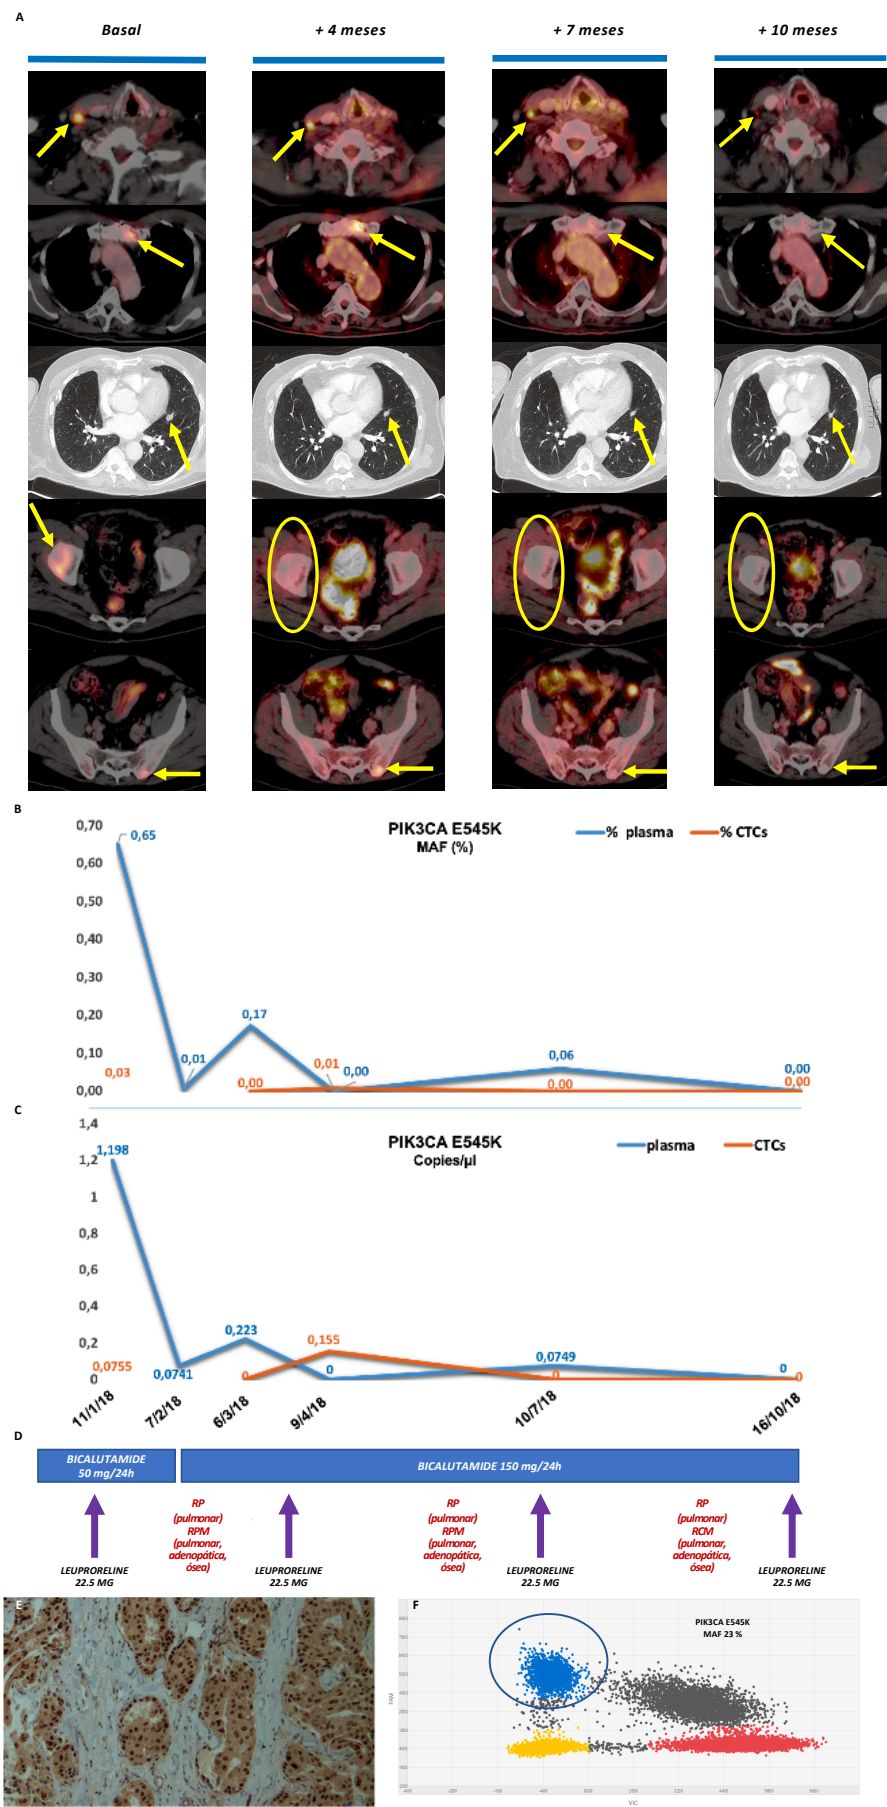 A
Basal
+ 4 meses
+ 7 meses
+ 10 meses
B
PIK3CA E545K
MAF (%)
% plasma
% CTCs
0,70
0,60
0,50
0,40
0,30
0,20
0,10
0,00
0,65
0,01
0,17
0,00
0,06
0,00
0,03
0,00
0,01
0,00
0,00
C
PIK3CA E545K
Copies/µl
plasma
CTCs
1,4
1,2
1
0,8
0,6
0,4
0,2
0
1,198
0,0741
0,223
0
0,0749
0
0,0755
0
0,155
0
0
11/1/18
7/2/18
6/3/18
9/4/18
10/7/18
16/10/18
D
BICALUTAMIDE
50 mg/24h
BICALUTAMIDE 150 mg/24h
RP
(pulmonar)
RPM
(pulmonar,
adenopática,
ósea)
RP
(pulmonar)
RPM
(pulmonar,
adenopática,
ósea)
RP
(pulmonar)
RCM
(pulmonar,
adenopática,
ósea)
LEUPRORELINE
22.5 MG
LEUPRORELINE
22.5 MG
LEUPRORELINE
22.5 MG
LEUPRORELINE
22.5 MG
E
F
PIK3CA E545K
MAF 23 %
FAM
VIC